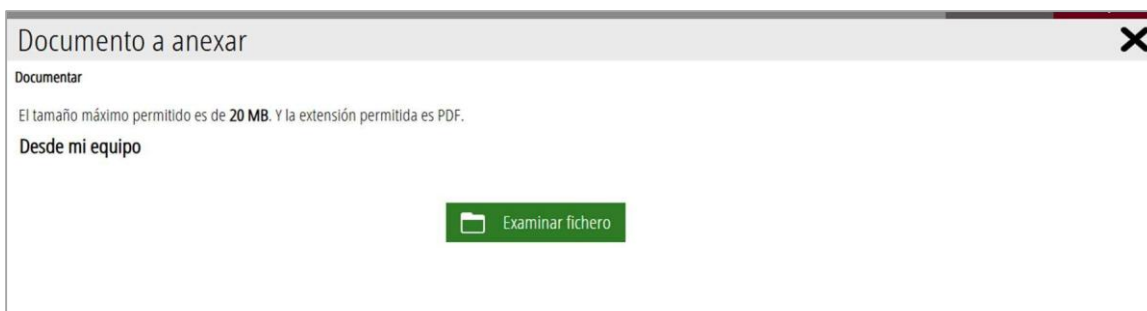 Documento a anexar
Documentar
El tamaño máximo permitido es de 20 MB. Y la extensión permitida es PDF.
Desde mi equipo
Examinar fichero